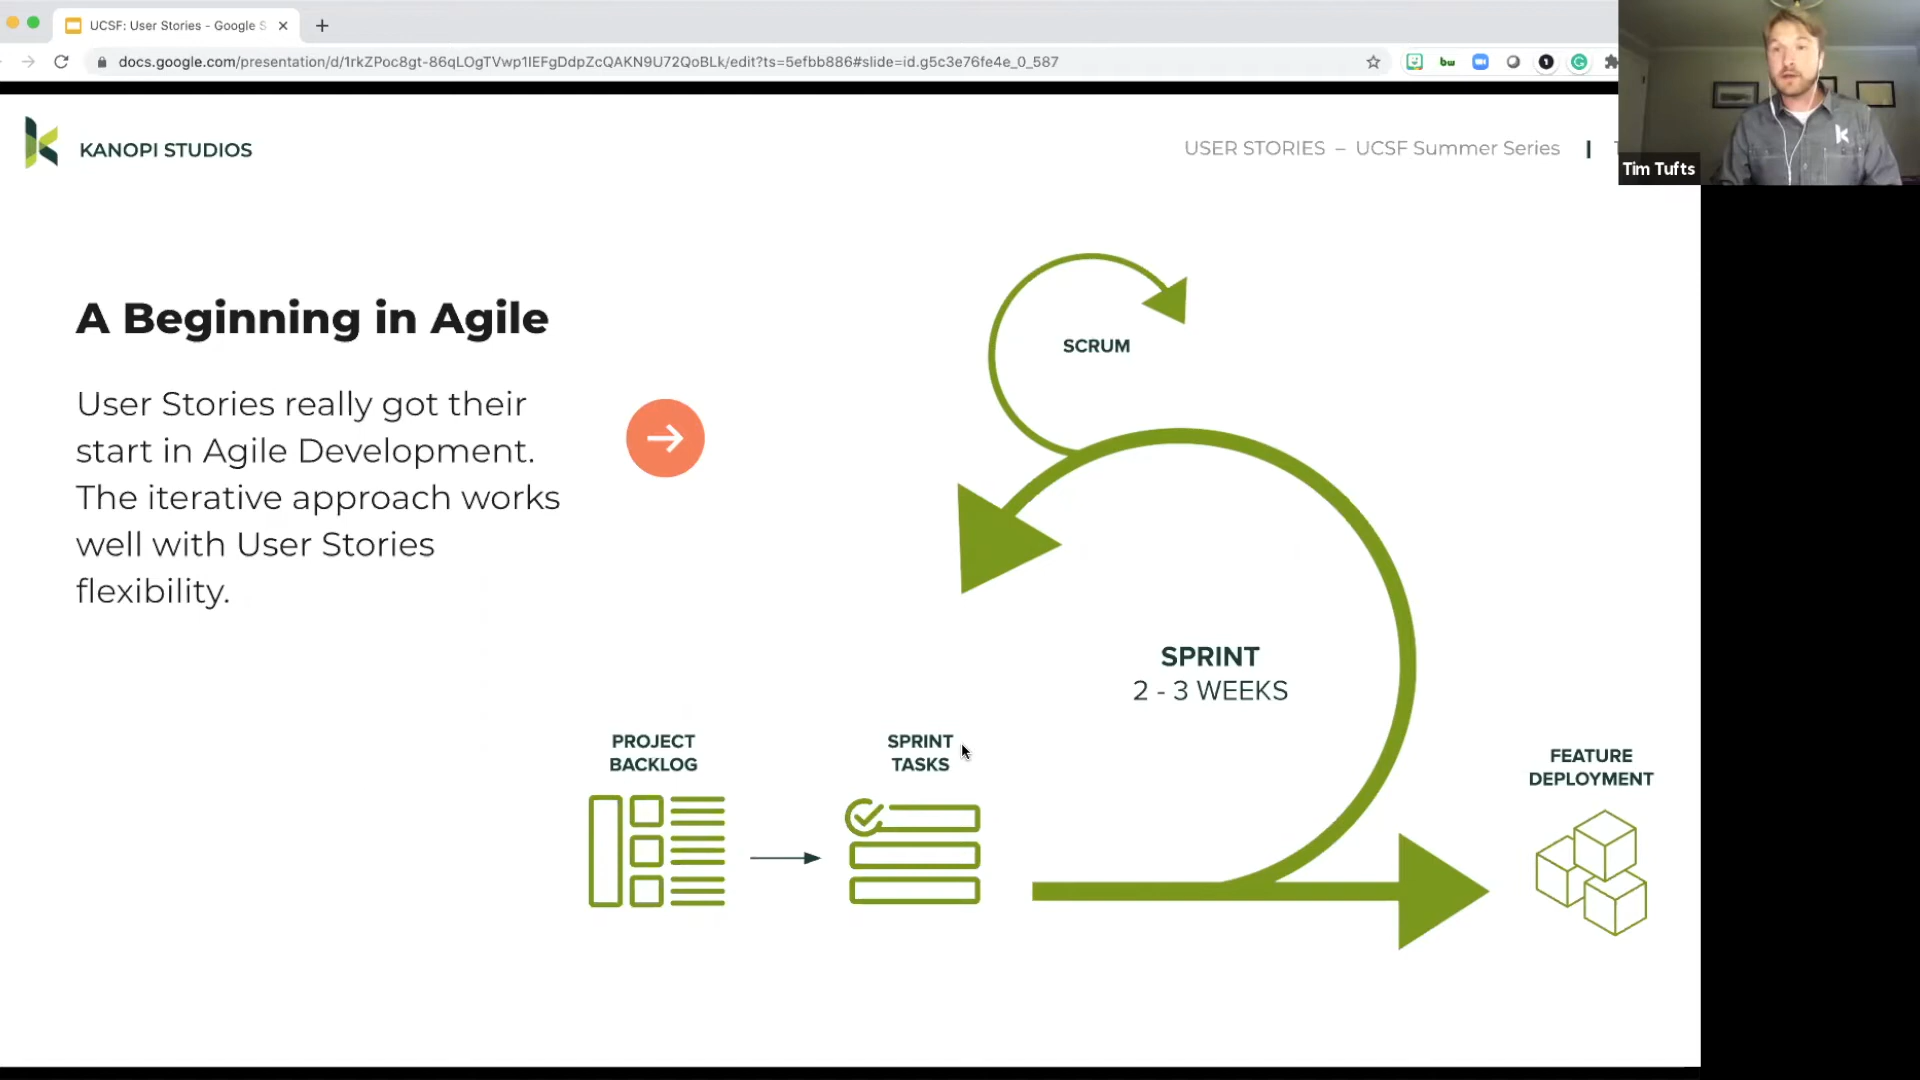 UCSF: User Stories - Google S
docs.google.com/presentation/d/1rkZPoc8gt-86qLOgTVwp1IEFgDdpZcQAKN9U72QoBLk/edit?ts=5efbb886#slide=id.g5c3e76fe4e_0_587
bw
KANOPI STUDIOS
USER STORIES – UCSF Summer Series
Tim Tufts
A Beginning in Agile
User Stories really got their
start in Agile Development.
The iterative approach works
well with User Stories
flexibility.
SCRUM
SPRINT
2 - 3 WEEKS
PROJECT
BACKLOG
SPRINT
TASKS
FEATURE
DEPLOYMENT